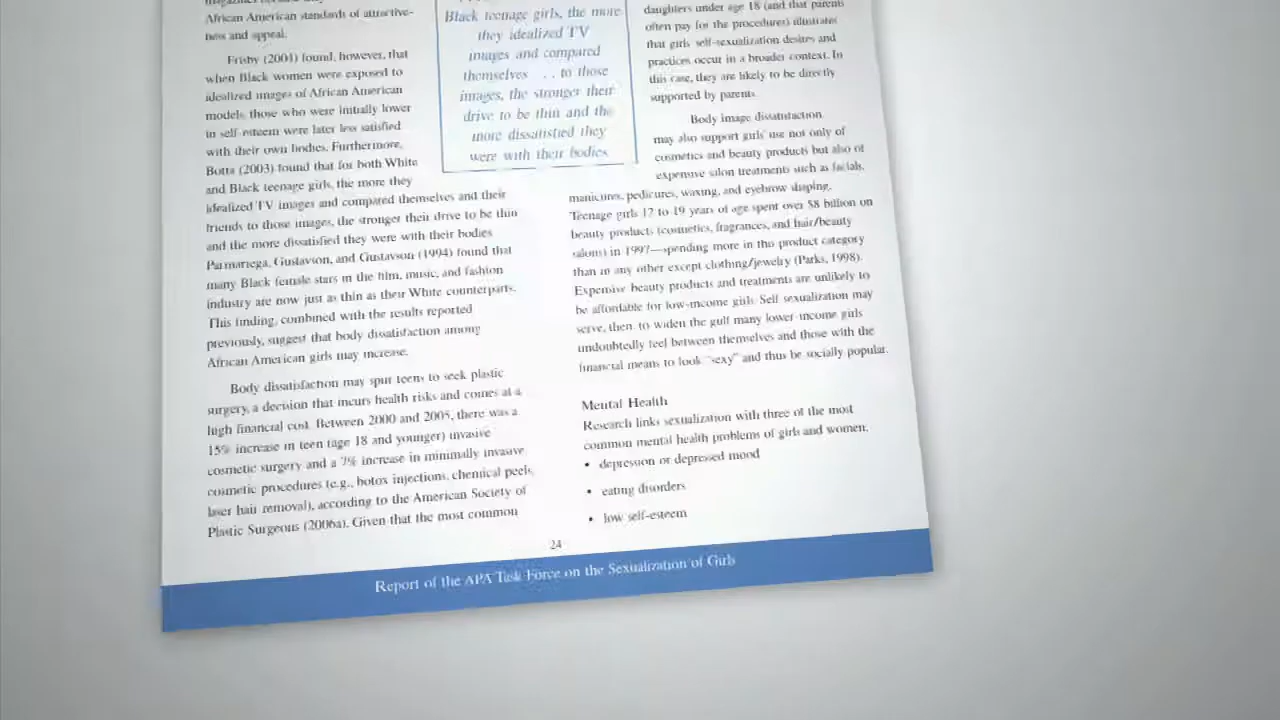 African American standards of attractive-
ness and appeal.
Frisby (2004) found, however, that
when Black women were exposed to
idealized images of African American
models, those who were initially lower
in self-esteem were later less satisfied
with their own bodies. Furthermore,
Botta (2003) found that for both White
and Black teenage girls, the more they
idealized TV images and compared themselves and their
friends to those images, the stronger their drive to be thin
and the more dissatisfied they were with their bodies
Pumariega, Gustavson, and Gustavson (1994) found that
many Black female stars in the film, music, and fashion
industry are now just as thin as their White counterparts.
This finding, combined with the results reported
previously, suggest that body dissatisfaction among
African American girls may increase.
Body dissatisfaction may spur teens to seek plastic
surgery, a decision that incurs health risks and comes at a
high financial cost. Between 2000 and 2005, there was a
15% increase in teen (age 18 and younger) invasive
cosmetic surgery and a 7% increase in minimally invasive
cosmetic procedures (e.g., botox injections, chemical peels,
laser hair removal), according to the American Society of
Plastic Surgeons (2006a). Given that the most common
Black teenage girls, the more
they idealized TV
images and compared
themselves . . . to those
images, the stronger their
drive to be thin and the
more dissatisfied they
were with their bodies.
daughters under age 18 (and that parents
often pay for the procedures) illustrates
that girls' self-sexualization desires and
practices occur in a broader context. In
this case, they are likely to be directly
supported by parents.
Body image dissatisfaction
may also support girls' use not only of
cosmetics and beauty products but also of
expensive salon treatments such as facials,
manicures, pedicures, waxing, and eyebrow shaping.
Teenage girls 12 to 19 years of age spent over $8 billion on
beauty products (cosmetics, fragrances, and hair/beauty
salons) in 1997—spending more in this product category
than in any other except clothing/jewelry (Parks, 1998).
Expensive beauty products and treatments are unlikely to
be affordable for low-income girls. Self-sexualization may
serve, then, to widen the gulf many lower-income girls
undoubtedly feel between themselves and those with the
financial means to look "sexy" and thus be socially popular.
Mental Health
Research links sexualization with three of the most
common mental health problems of girls and women.
• depression or depressed mood
• eating disorders
• low self-esteem
24
Report of the APA Task Force on the Sexualization of Girls